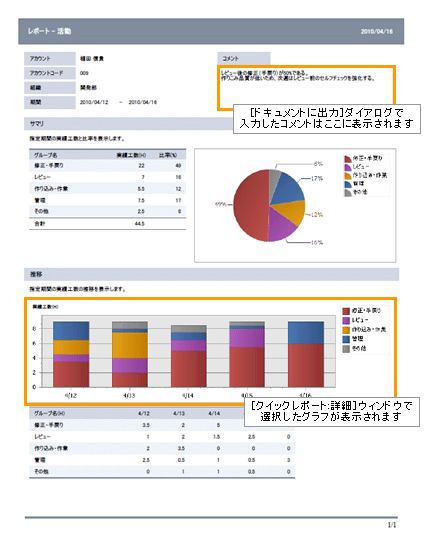 レポート - 活動 2010/04/16
アカウント 植田 信貴
コメント
アカウントコード 009
レビュー後の修正（手戻り）が50%である。
作りこみ品質が低いため、次週はレビュー前のセルフチェックを強化する。
組織 開発部
期間 2010/04/12 - 2010/04/16
[ドキュメントに出力]ダイアログで
入力したコメントはここに表示されます
サマリ
指定期間の実績工数と比率を表示します。
グループ名 実績工数(H) 比率(%)
修正・手戻り 22 49
レビュー 7 16
作り込み・作業 5.5 12
管理 7.5 17
その他 2.5 6
合計 44.5
6%
17%
12%
16%
49%
修正・手戻り
レビュー
作り込み・作業
管理
その他
推移
指定期間の実績工数の推移を表示します。
実績工数(H)
8
6
4
2
0
4/12 4/13 4/14 4/15 4/16
修正・手戻り
レビュー
作り込み・作業
管理
その他
[クイックレポート:詳細]ウィンドウで
選択したグラフが表示されます
グループ名(H) 4/12 4/13 4/14
修正・手戻り 3.5 2 5
レビュー 1 2 1.5 2.5 0
作り込み・作業 2 3.5 0 0 0
管理 2.5 0.5 1 0.5 3
その他 0 1 1 0.5 0
1/1